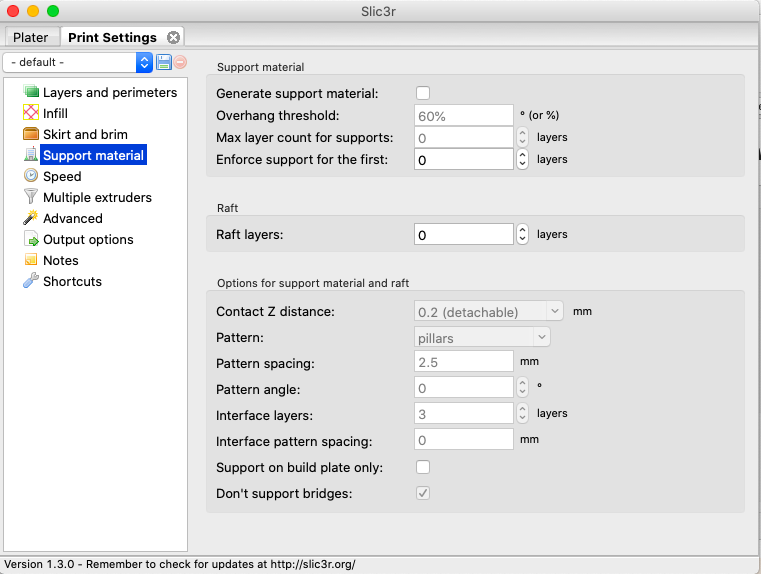 Slic3r
Plater
Print Settings
- default -
Layers and perimeters
Infill
Skirt and brim
Support material
Speed
Multiple extruders
Advanced
Output options
Notes
Shortcuts
Support material
Generate support material:
Overhang threshold: 60% ° (or %)
Max layer count for supports: 0 layers
Enforce support for the first: 0 layers
Raft
Raft layers: 0 layers
Options for support material and raft
Contact Z distance: 0.2 (detachable) mm
Pattern: pillars
Pattern spacing: 2.5 mm
Pattern angle: 0 °
Interface layers: 3 layers
Interface pattern spacing: 0 mm
Support on build plate only:
Don't support bridges:
Version 1.3.0 - Remember to check for updates at http://slic3r.org/